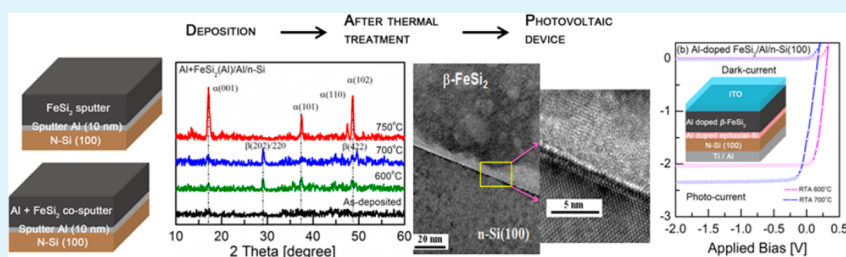 DEPOSITION
AFTER THERMAL
TREATMENT
PHOTOVOLTAIC
DEVICE
FeSi2 sputter
Sputter Al (10 nm)
N-Si (100)
Al + FeSi2 co-sputter
Sputter Al (10 nm)
N-Si (100)
Al+FeSi2(Al)/Al/n-Si
α(001)
α(102)
α(110)
α(101)
750°C
β(202)/220
β(422)
700°C
600°C
As-deposited
10 20 30 40 50 60
2 Theta [degree]
β-FeSi2
20 nm
n-Si(100)
5 nm
(b) Al-doped FeSi2/Al/n-Si(100)
0
Dark-current
ITO
-1
Al doped β-FeSi2
Al doped epitaxial-Si
N-Si (100)
Ti / Al
-2
RTA 600°C
RTA 700°C
Photo-current
-3
-2.0 -1.5 -1.0 -0.5 0.0 0.5
Applied Bias [V]